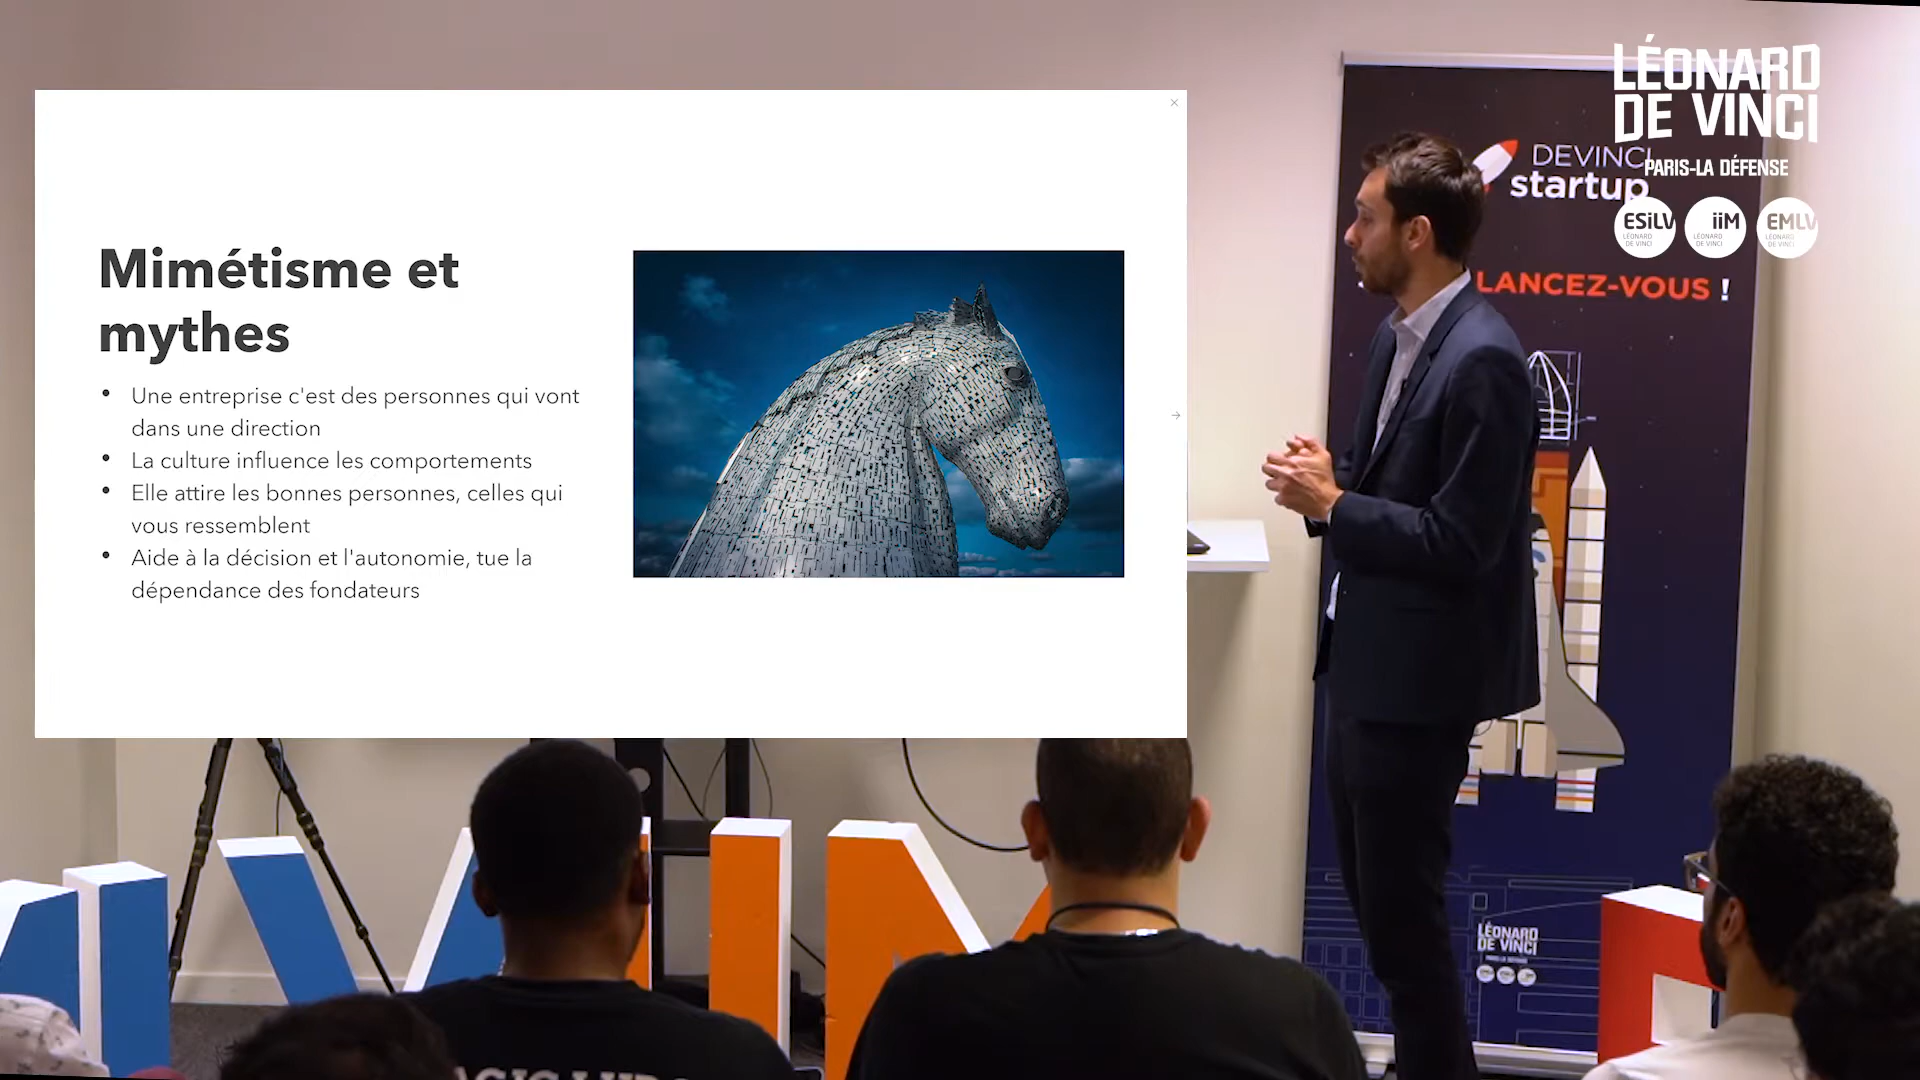 Mimétisme et
mythes
• Une entreprise c'est des personnes qui vont
dans une direction
• La culture influence les comportements
• Elle attire les bonnes personnes, celles qui
vous ressemblent
• Aide à la décision et l'autonomie, tue la
dépendance des fondateurs
LÉONARD
DE VINCI
PARIS-LA DÉFENSE
ESILV
LÉONARD
DE VINCI
iiM
LÉONARD
DE VINCI
EMLV
LÉONARD
DE VINCI
DEVINCI
startup
LANCEZ-VOUS !
LÉONARD
DE VINCI